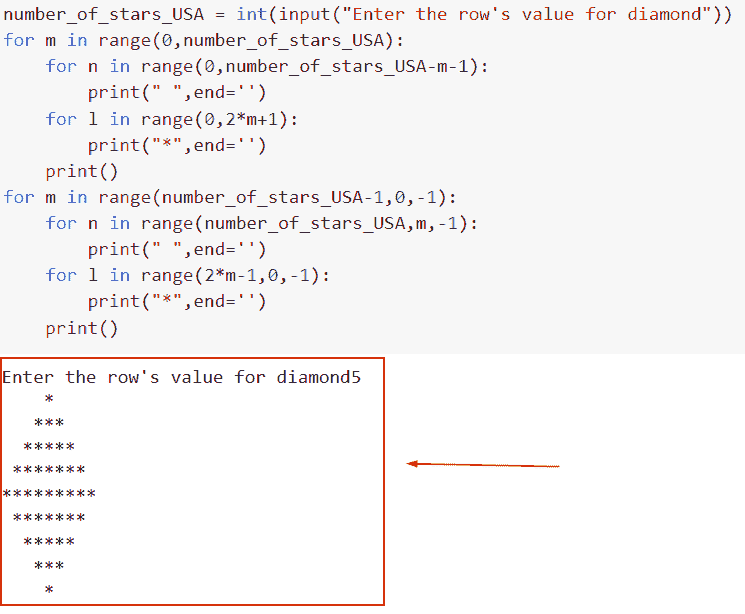 number_of_stars_USA = int(input("Enter the row's value for diamond"))
for m in range(0,number_of_stars_USA):
    for n in range(0,number_of_stars_USA-m-1):
        print(" ",end='')
    for l in range(0,2*m+1):
        print("*",end='')
    print()
for m in range(number_of_stars_USA-1,0,-1):
    for n in range(number_of_stars_USA,m,-1):
        print(" ",end='')
    for l in range(2*m-1,0,-1):
        print("*",end='')
    print()
Enter the row's value for diamond5
    *
   ***
  *****
 *******
*********
 *******
  *****
   ***
    *